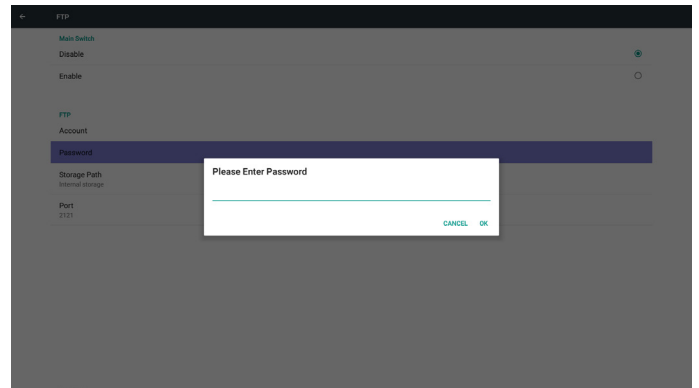 FTP
Main Switch
Disable
Enable
FTP
Account
Password
Please Enter Password
Storage Path
Internal storage
Port
2121
CANCEL OK